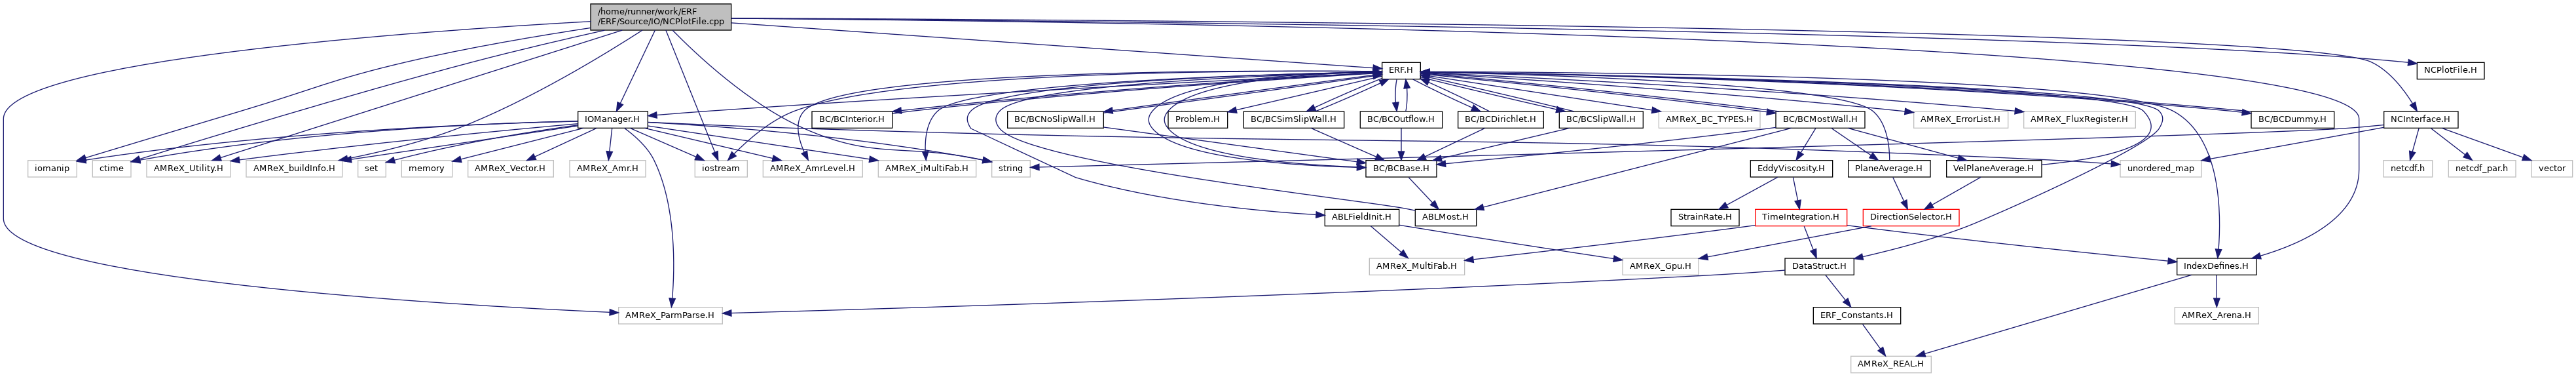 /home/runner/work/ERF
/ERF/Source/IO/NCPlotFile.cpp
ERF.H
NCPlotFile.H
IOManager.H
BC/BCInterior.H
BC/BCNoSlipWall.H
Problem.H
BC/BCSimSlipWall.H
BC/BCOutflow.H
BC/BCDirichlet.H
BC/BCSlipWall.H
AMReX_BC_TYPES.H
BC/BCMostWall.H
AMReX_ErrorList.H
AMReX_FluxRegister.H
BC/BCDummy.H
NCInterface.H
iomanip
ctime
AMReX_Utility.H
AMReX_buildInfo.H
set
memory
AMReX_Vector.H
AMReX_Amr.H
iostream
AMReX_AmrLevel.H
AMReX_iMultiFab.H
string
BC/BCBase.H
EddyViscosity.H
PlaneAverage.H
VelPlaneAverage.H
unordered_map
netcdf.h
netcdf_par.h
vector
ABLFieldInit.H
ABLMost.H
StrainRate.H
TimeIntegration.H
DirectionSelector.H
AMReX_MultiFab.H
AMReX_Gpu.H
DataStruct.H
IndexDefines.H
AMReX_ParmParse.H
ERF_Constants.H
AMReX_Arena.H
AMReX_REAL.H